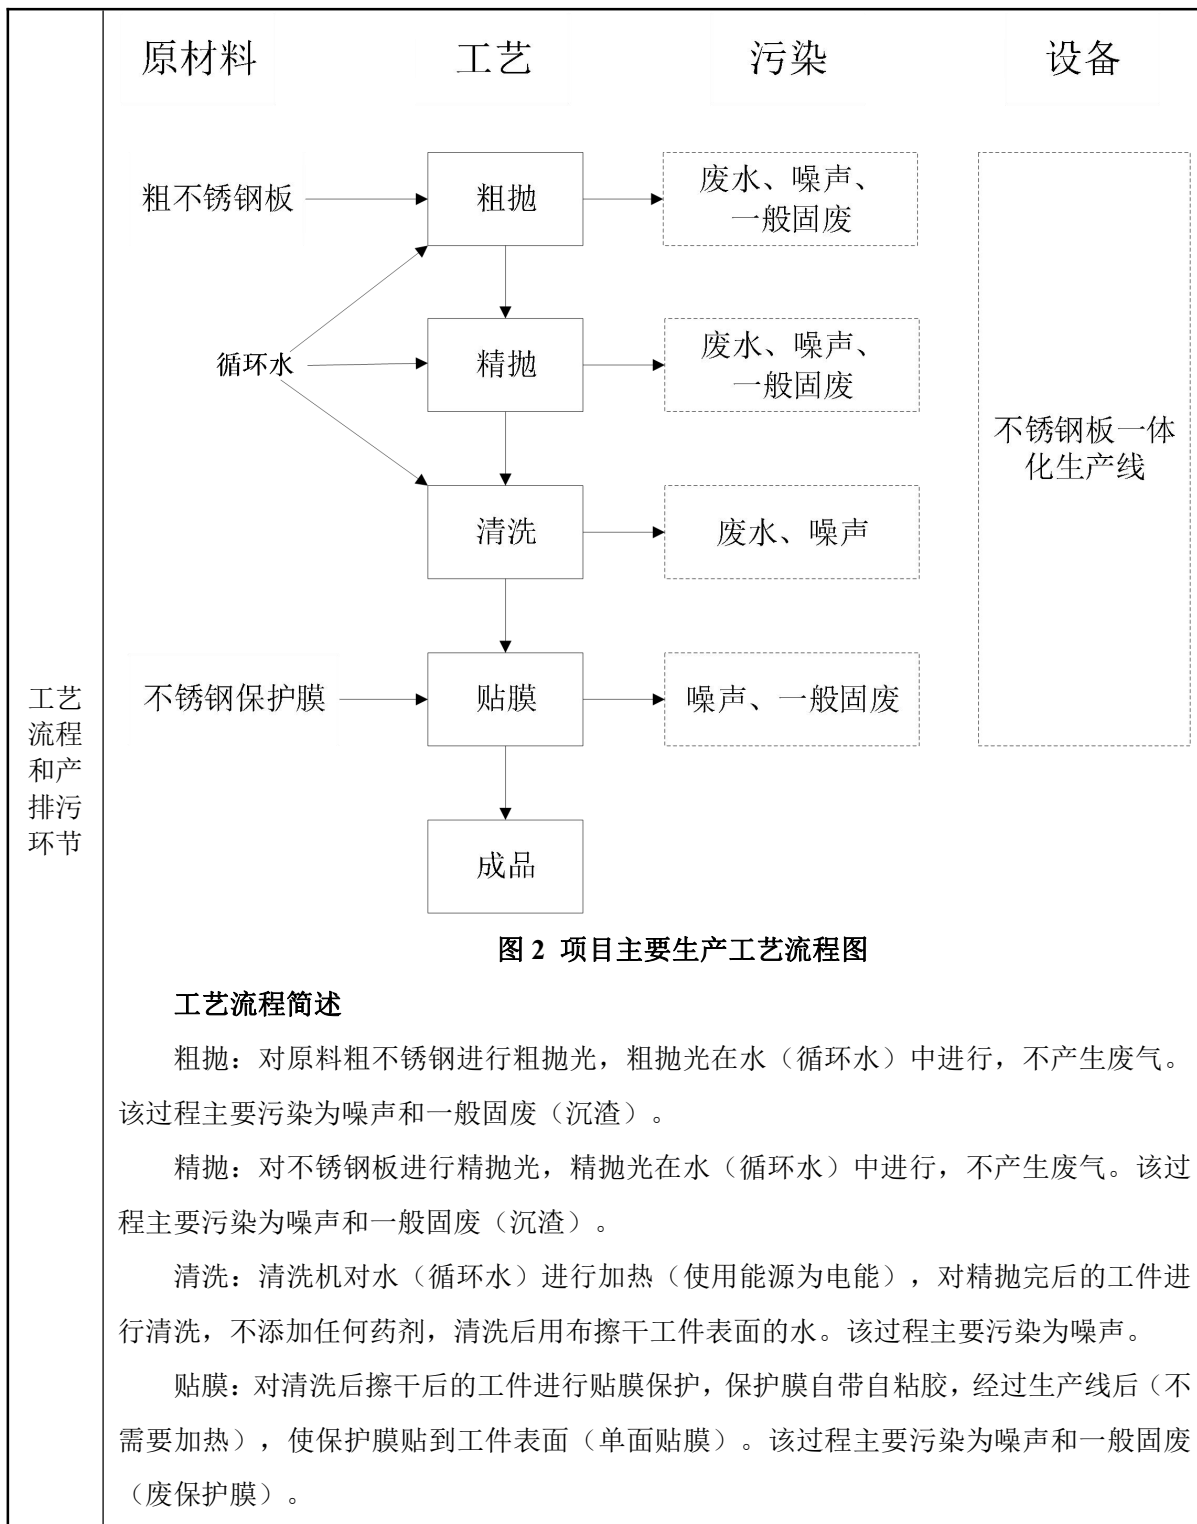 原材料
工艺
污染
设备
粗不锈钢板
粗抛
废水、噪声、
一般固废
循环水
精抛
废水、噪声、
一般固废
不锈钢板一体
化生产线
清洗
废水、噪声
不锈钢保护膜
贴膜
噪声、一般固废
成品
工艺
流程
和产
排污
环节
图 2 项目主要生产工艺流程图
工艺流程简述
粗抛：对原料粗不锈钢进行粗抛光，粗抛光在水（循环水）中进行，不产生废气。
该过程主要污染为噪声和一般固废（沉渣）。
精抛：对不锈钢板进行精抛光，精抛光在水（循环水）中进行，不产生废气。该过
程主要污染为噪声和一般固废（沉渣）。
清洗：清洗机对水（循环水）进行加热（使用能源为电能），对精抛完后的工件进
行清洗，不添加任何药剂，清洗后用布擦干工件表面的水。该过程主要污染为噪声。
贴膜：对清洗后擦干后的工件进行贴膜保护，保护膜自带自粘胶，经过生产线后（不
需要加热），使保护膜贴到工件表面（单面贴膜）。该过程主要污染为噪声和一般固废
（废保护膜）。